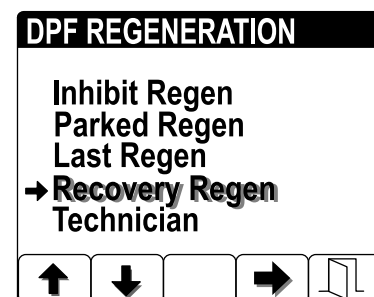 DPF REGENERATION
Inhibit Regen
Parked Regen
Last Regen
Recovery Regen
Technician